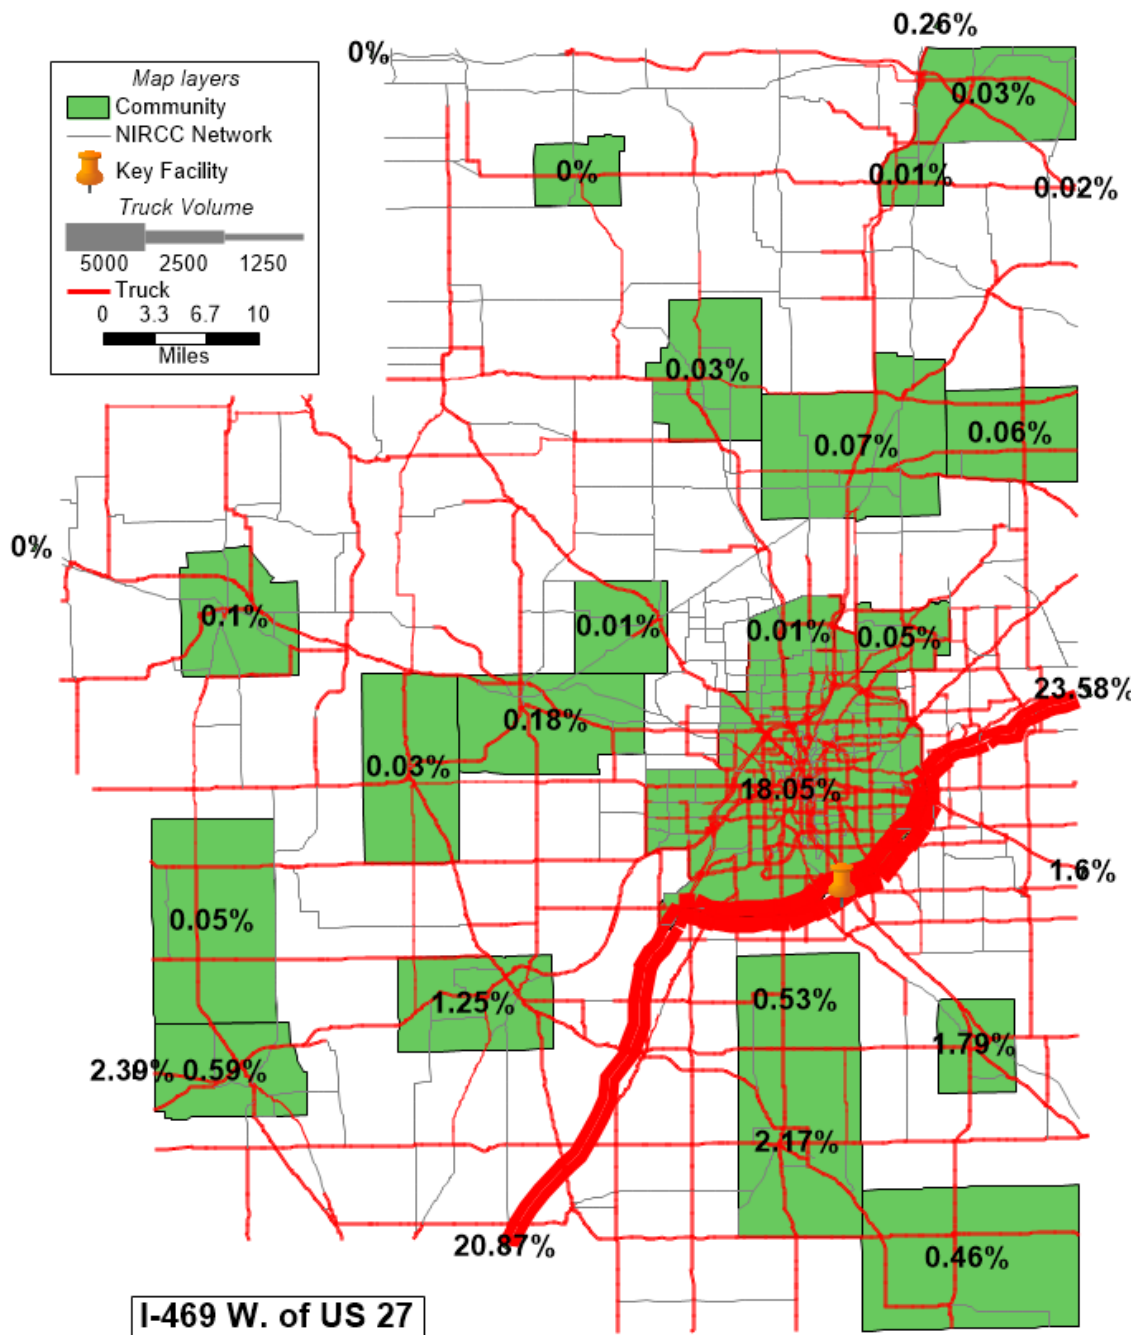 0.26%
0%
Map layers
Community
NIRCC Network
Key Facility
Truck Volume
5000 2500 1250
Truck
0 3.3 6.7 10
Miles
0.03%
0%
0.01%
0.02%
0.03%
0.07%
0.06%
0%
0.1%
0.01%
0.01%
0.05%
23.58%
0.18%
0.03%
18.05%
1.6%
0.05%
1.25%
0.53%
1.79%
2.39% 0.59%
2.17%
20.87%
0.46%
I-469 W. of US 27